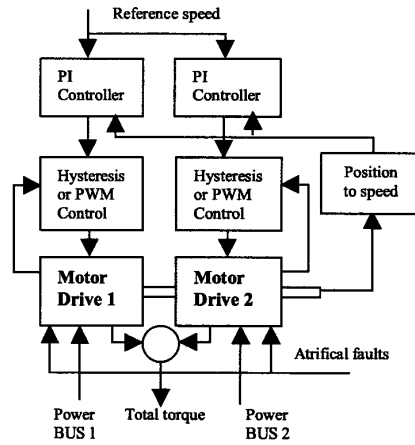 Reference speed
PI
Controller
PI
Controller
Hysteresis
or PWM
Control
Hysteresis
or PWM
Control
Position
to speed
Motor
Drive 1
Motor
Drive 2
Atrifical faults
Power
BUS 1
Total torque
Power
BUS 2